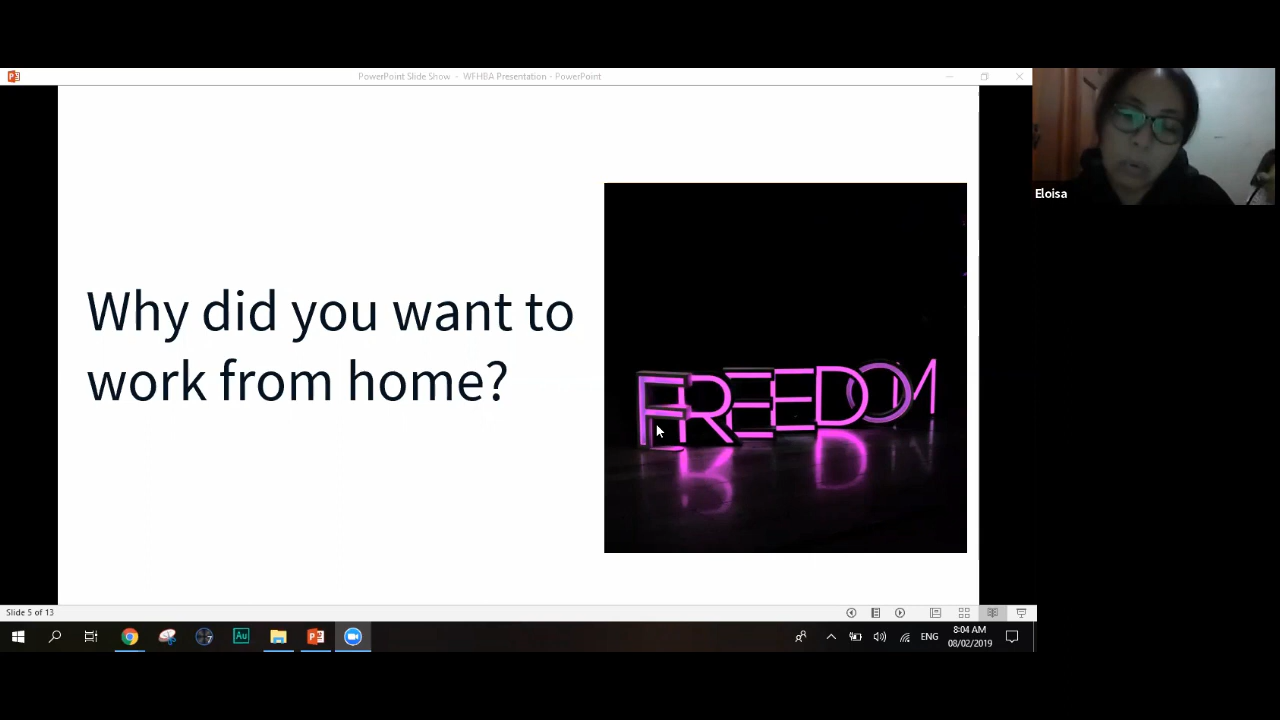 PowerPoint Slide Show - WFHBA Presentation - PowerPoint
Eloisa
Why did you want to
work from home?
FREEDOM
Slide 5 of 13
Au
ENG
8:04 AM
08/02/2019